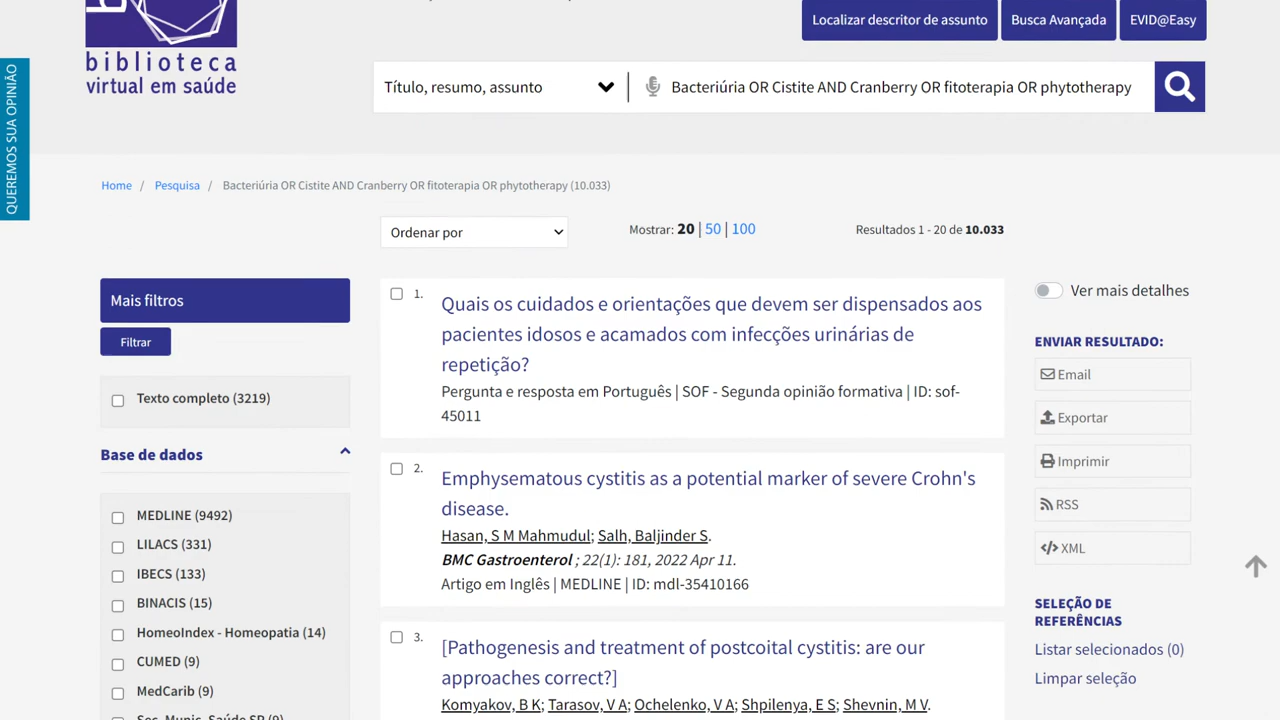 Localizar descritor de assunto
Busca Avançada
EVID@Easy
biblioteca
virtual em saúde
QUEREMOS SUA OPINIÃO
Título, resumo, assunto
Bacteriúria OR Cistite AND Cranberry OR fitoterapia OR phytotherapy
Home / Pesquisa / Bacteriúria OR Cistite AND Cranberry OR fitoterapia OR phytotherapy (10.033)
Ordenar por
Mostrar: 20 | 50 | 100
Resultados 1 - 20 de 10.033
Mais filtros
Filtrar
Texto completo (3219)
Base de dados
MEDLINE (9492)
LILACS (331)
IBECS (133)
BINACIS (15)
HomeoIndex - Homeopatia (14)
CUMED (9)
MedCarib (9)
Sec. Munic. Saúde SP (9)
1.
Quais os cuidados e orientações que devem ser dispensados aos
pacientes idosos e acamados com infecções urinárias de
repetição?
Pergunta e resposta em Português | SOF - Segunda opinião formativa | ID: sof-
45011
2.
Emphysematous cystitis as a potential marker of severe Crohn's
disease.
Hasan, S M Mahmudul; Salh, Baljinder S.
BMC Gastroenterol ; 22(1): 181, 2022 Apr 11.
Artigo em Inglês | MEDLINE | ID: mdl-35410166
3.
[Pathogenesis and treatment of postcoital cystitis: are our
approaches correct?]
Komyakov, B K; Tarasov, V A; Ochelenko, V A; Shpilenya, E S; Shevnin, M V.
Ver mais detalhes
ENVIAR RESULTADO:
Email
Exportar
Imprimir
RSS
XML
SELEÇÃO DE
REFERÊNCIAS
Listar selecionados (0)
Limpar seleção